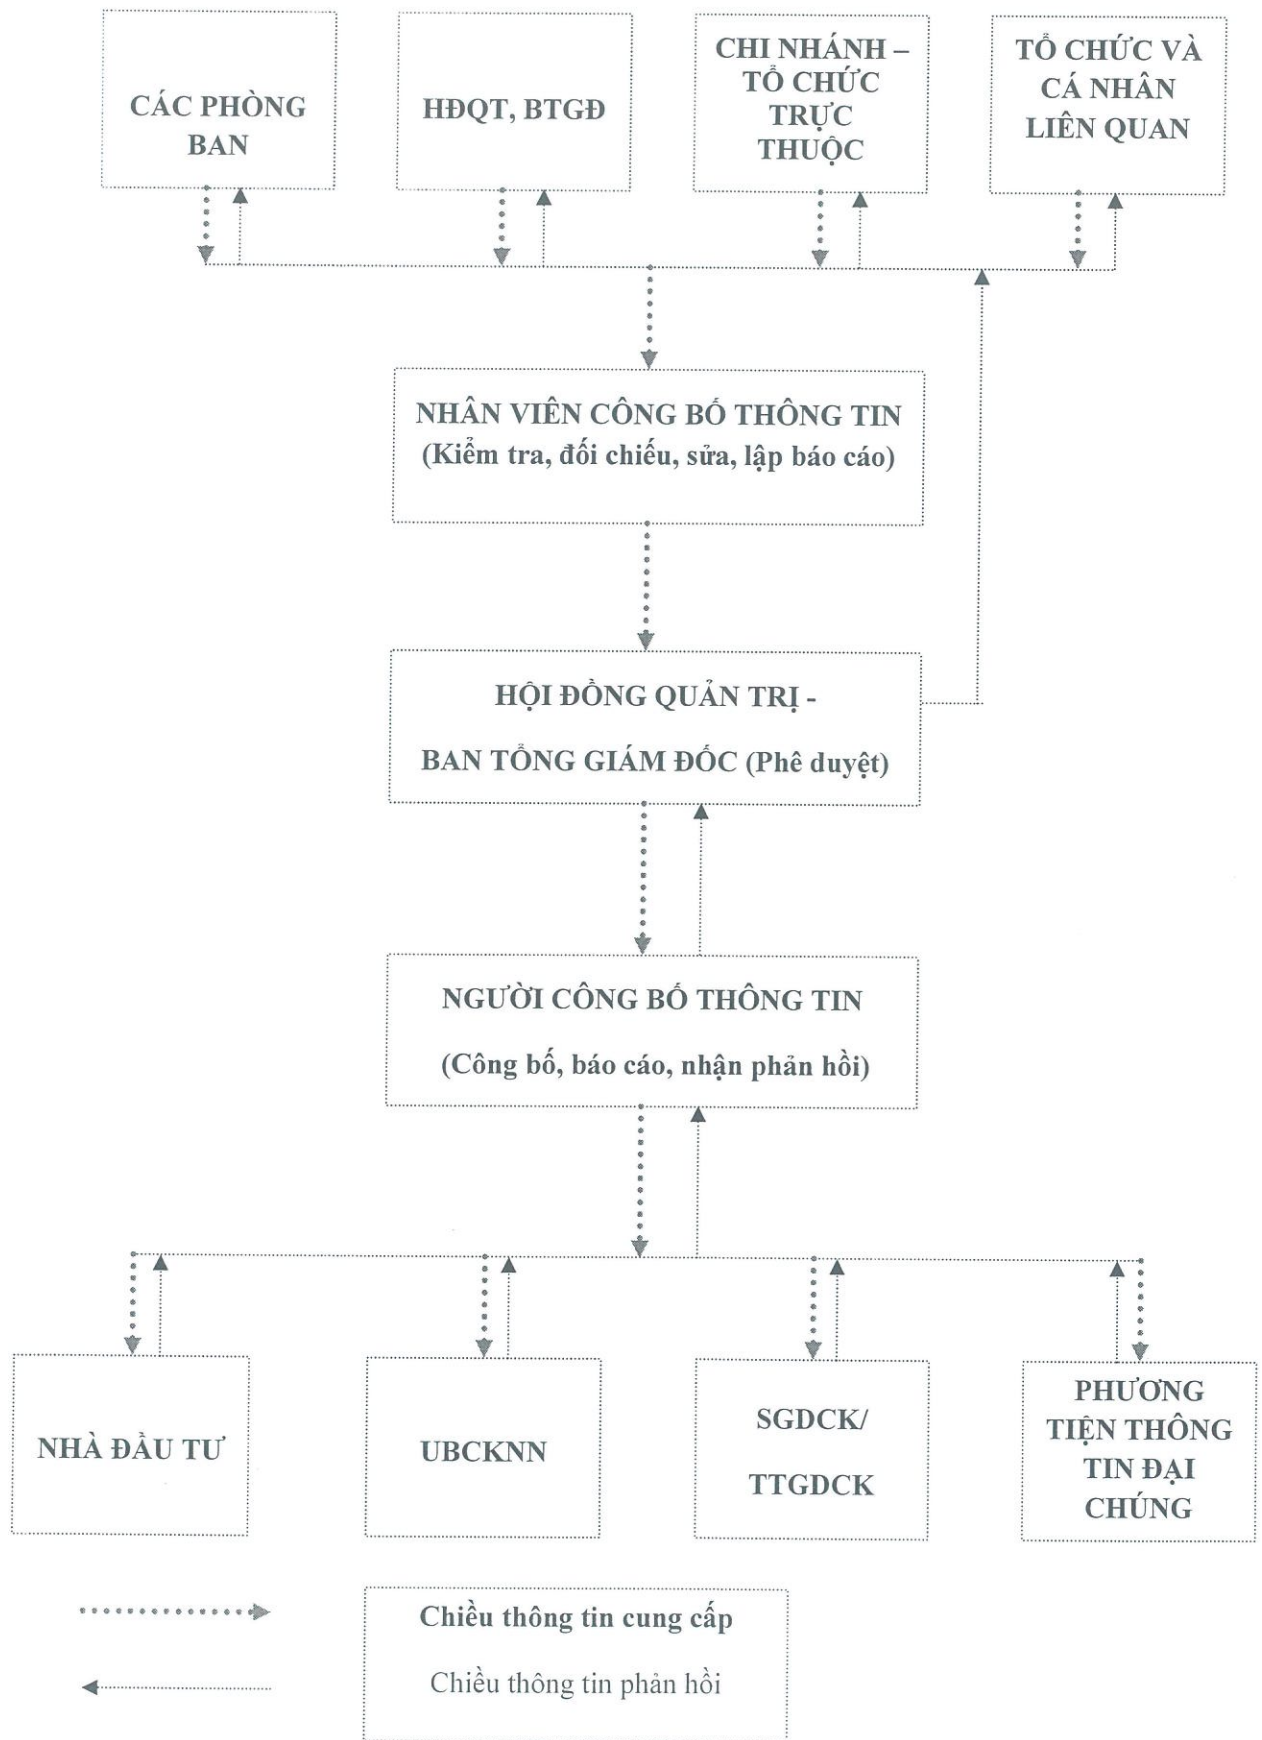 CÁC PHÒNG
BAN
HĐQT, BTGĐ
CHI NHÁNH –
TỔ CHỨC
TRỰC
THUỘC
TỔ CHỨC VÀ
CÁ NHÂN
LIÊN QUAN
NHÂN VIÊN CÔNG BỐ THÔNG TIN
(Kiểm tra, đối chiếu, sửa, lập báo cáo)
HỘI ĐỒNG QUẢN TRỊ -
BAN TỔNG GIÁM ĐỐC (Phê duyệt)
NGƯỜI CÔNG BỐ THÔNG TIN
(Công bố, báo cáo, nhận phản hồi)
NHÀ ĐẦU TƯ
UBCKNN
SGDCK/
TTGDCK
PHƯƠNG
TIỆN THÔNG
TIN ĐẠI
CHÚNG
Chiều thông tin cung cấp
Chiều thông tin phản hồi